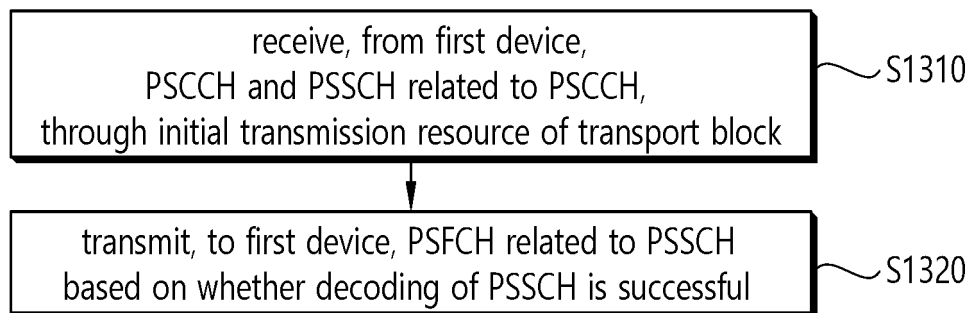 receive, from first device,
PSCCH and PSSCH related to PSCCH,
through initial transmission resource of transport block
S1310
transmit, to first device, PSFCH related to PSSCH
based on whether decoding of PSSCH is successful
S1320